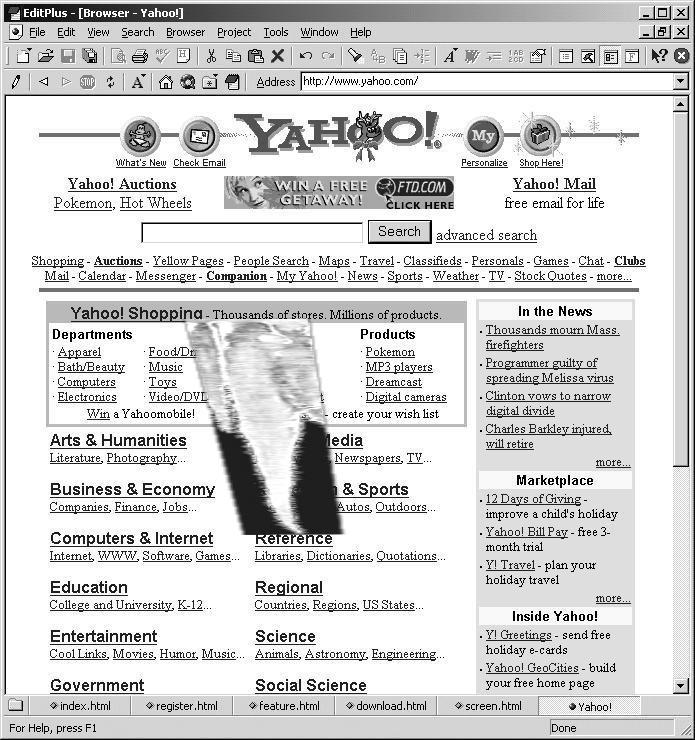 EditPlus - [Browser - Yahoo!]
File Edit View Search Browser Project Tools Window Help
Address http://www.yahoo.com/
What's New Check Email YAHOO! My Personalize Shop Here!
Yahoo! Auctions
Pokemon, Hot Wheels
WIN A FREE GETAWAY! FTD.COM CLICK HERE
Yahoo! Mail
free email for life
Search advanced search
Shopping - Auctions - Yellow Pages - People Search - Maps - Travel - Classifieds - Personals - Games - Chat - Clubs
Mail - Calendar - Messenger - Companion - My Yahoo! - News - Sports - Weather - TV - Stock Quotes - more...
Yahoo! Shopping - Thousands of stores. Millions of products.
Departments Products
· Apparel · Food/ · Pokemon
· Bath/Beauty · Music · MP3 players
· Computers · Toys · Dreamcast
· Electronics · Video/DVD · Digital cameras
Win a Yahoomobile! - create your wish list
Arts & Humanities
Literature, Photography...
Media
Newspapers, TV...
Business & Economy
Companies, Finance, Jobs...
& Sports
Autos, Outdoors...
Computers & Internet
Internet, WWW, Software, Games...
Reference
Libraries, Dictionaries, Quotations...
Education
College and University, K-12...
Regional
Countries, Regions, US States...
Entertainment
Cool Links, Movies, Humor, Music...
Science
Animals, Astronomy, Engineering...
Government
Social Science
In the News
· Thousands mourn Mass.
firefighters
· Programmer guilty of
spreading Melissa virus
· Clinton vows to narrow
digital divide
· Charles Barkley injured,
will retire
more...
Marketplace
· 12 Days of Giving -
improve a child's holiday
· Yahoo! Bill Pay - free 3-
month trial
· Y! Travel - plan your
holiday travel
more...
Inside Yahoo!
· Y! Greetings - send free
holiday e-cards
· Yahoo! GeoCities - build
your free home page
index.html register.html feature.html download.html screen.html Yahoo!
For Help, press F1 Done